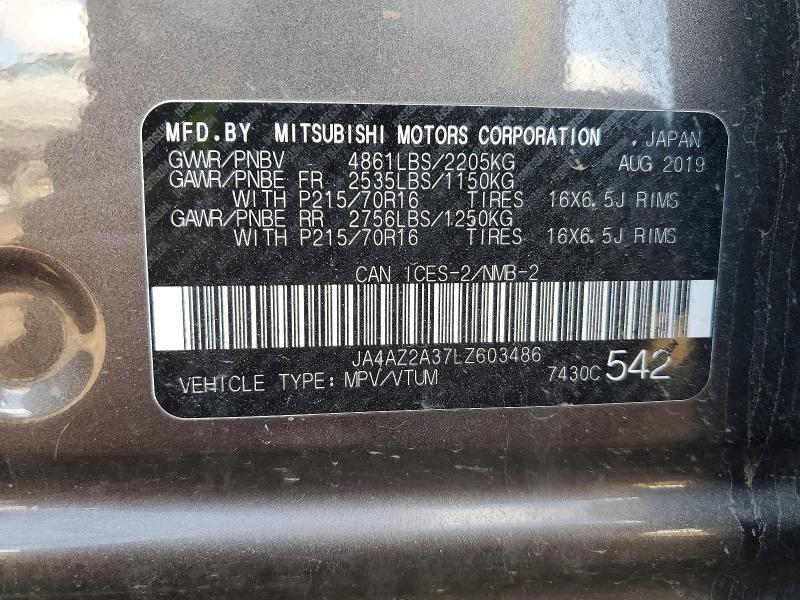 MFD.BY MITSUBISHI MOTORS CORPORATION , JAPAN
GWWR/PNBV 4861LBS/2205KG AUG 2019
GAWR/PNBE FR 2535LBS/1150KG
WITH P215/70R16 TIRES 16X6.5J RIMS
GAWR/PNBE RR 2756LBS/1250KG
WITH P215/70R16 TIRES 16X6.5J RIMS
CAN ICES-2/NMB-2
JA4AZ2A37LZ603486
VEHICLE TYPE: MPV/VTUM 7430C 542